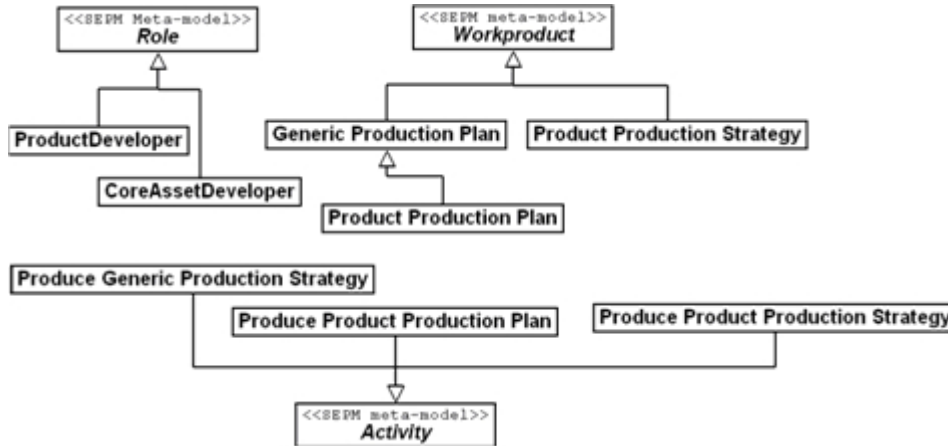 <<SEPM Meta-model>>
Role
<<SEPM meta-model>>
Workproduct
ProductDeveloper
Generic Production Plan
Product Production Strategy
CoreAssetDeveloper
Product Production Plan
Produce Generic Production Strategy
Produce Product Production Plan
Produce Product Production Strategy
<<SEPM meta-model>>
Activity